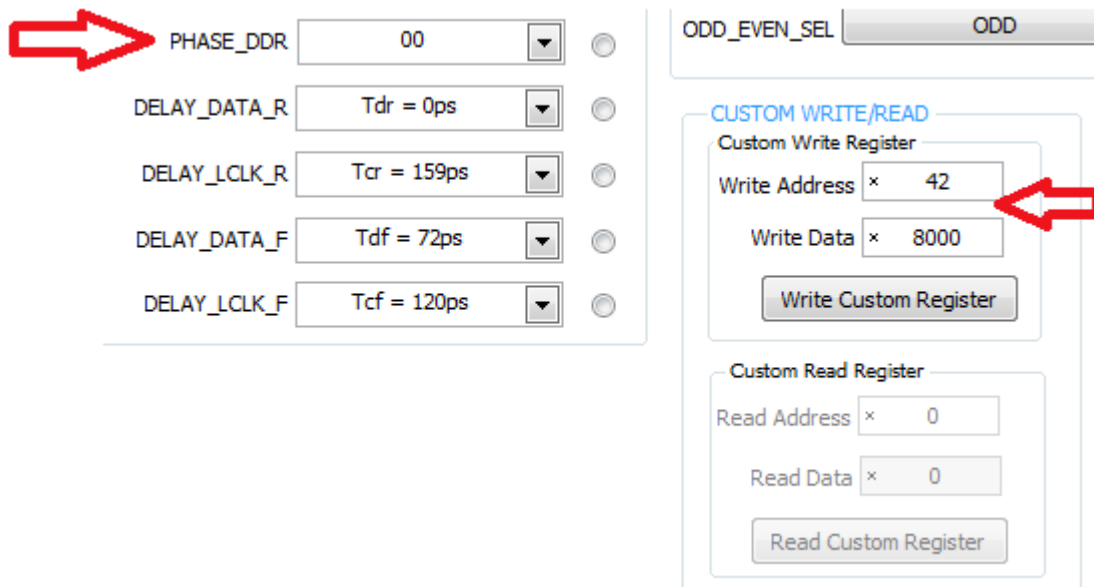 PHASE_DDR 00
DELAY_DATA_R Tdr = 0ps
DELAY_LCLK_R Tcr = 159ps
DELAY_DATA_F Tdf = 72ps
DELAY_LCLK_F Tcf = 120ps
ODD_EVEN_SEL ODD
CUSTOM WRITE/READ
Custom Write Register
Write Address × 42
Write Data × 8000
Write Custom Register
Custom Read Register
Read Address × 0
Read Data × 0
Read Custom Register